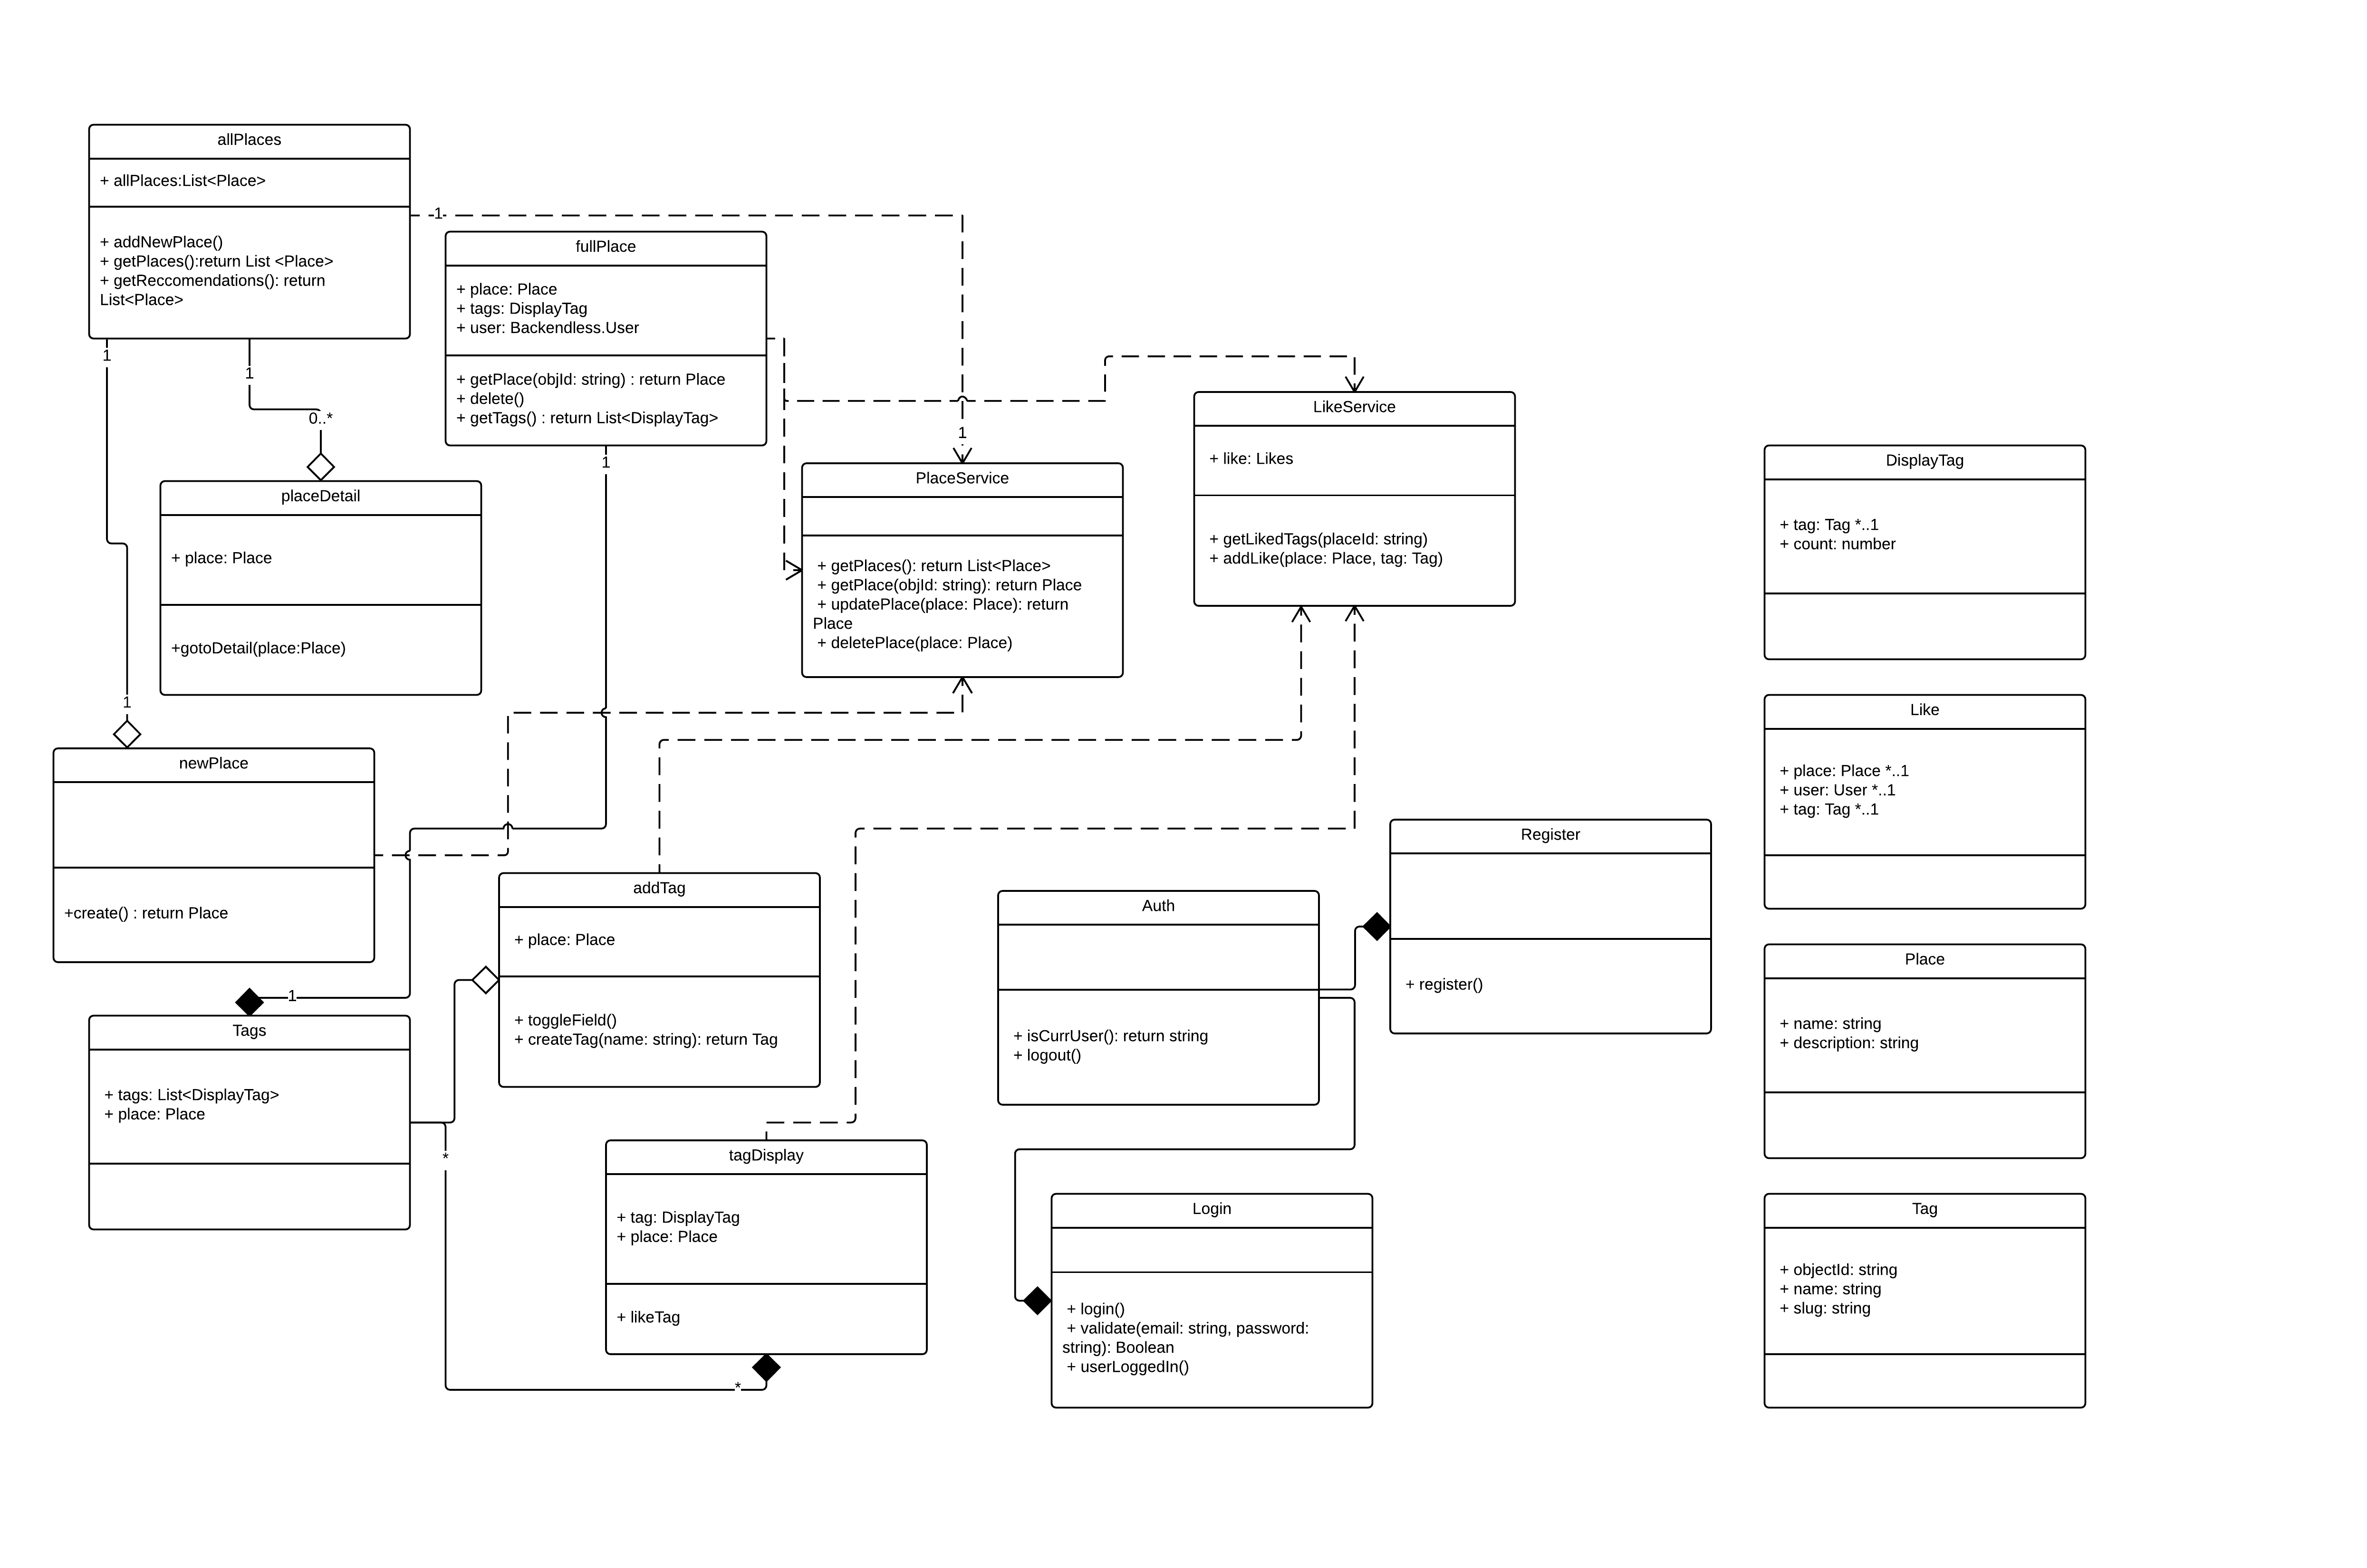 allPlaces
+ allPlaces:List<Place>
+ addNewPlace()
+ getPlaces():return List <Place>
+ getReccomendations(): return
List<Place>
1
1
1
0..*
fullPlace
+ place: Place
+ tags: DisplayTag
+ user: Backendless.User
+ getPlace(objId: string) : return Place
+ delete()
+ getTags() : return List<DisplayTag>
1
1
placeDetail
+ place: Place
+gotoDetail(place:Place)
PlaceService
+ getPlaces(): return List<Place>
+ getPlace(objId: string): return Place
+ updatePlace(place: Place): return
Place
+ deletePlace(place: Place)
LikeService
+ like: Likes
+ getLikedTags(placeId: string)
+ addLike(place: Place, tag: Tag)
DisplayTag
+ tag: Tag *..1
+ count: number
1
newPlace
+create() : return Place
Like
+ place: Place *..1
+ user: User *..1
+ tag: Tag *..1
addTag
+ place: Place
+ toggleField()
+ createTag(name: string): return Tag
Auth
+ isCurrUser(): return string
+ logout()
Register
+ register()
Place
+ name: string
+ description: string
1
Tags
+ tags: List<DisplayTag>
+ place: Place
*
tagDisplay
+ tag: DisplayTag
+ place: Place
+ likeTag
*
Login
+ login()
+ validate(email: string, password:
string): Boolean
+ userLoggedIn()
Tag
+ objectId: string
+ name: string
+ slug: string